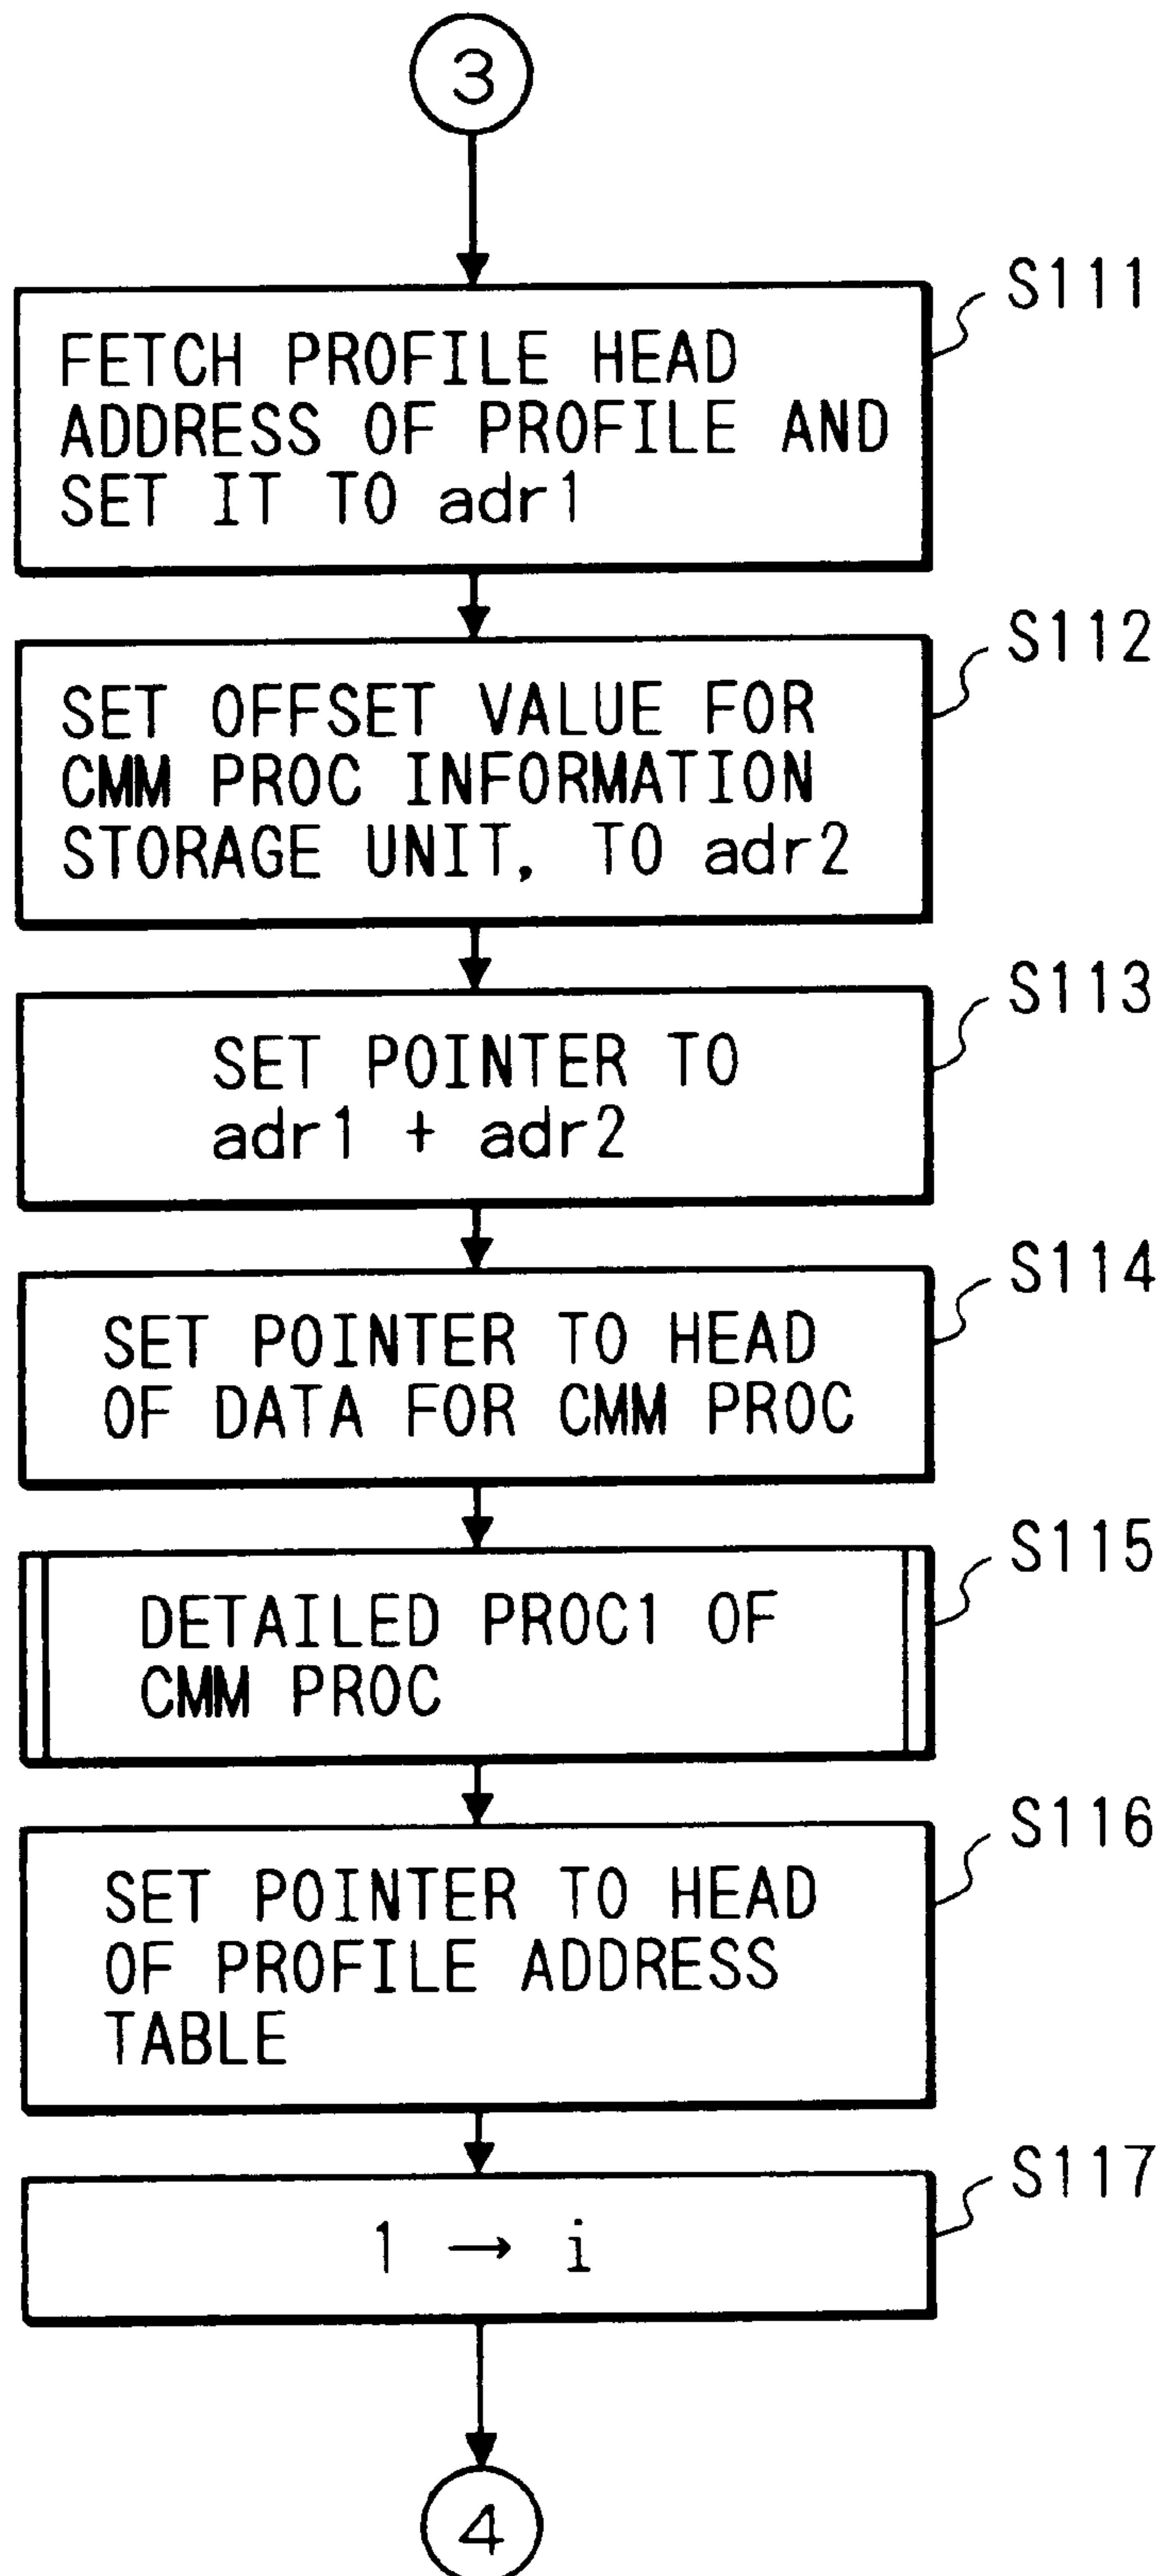 3
S111
FETCH PROFILE HEAD
ADDRESS OF PROFILE AND
SET IT TO adr1
S112
SET OFFSET VALUE FOR
CMM PROC INFORMATION
STORAGE UNIT, TO adr2
S113
SET POINTER TO
adr1 + adr2
S114
SET POINTER TO HEAD
OF DATA FOR CMM PROC
S115
DETAILED PROC1 OF
CMM PROC
S116
SET POINTER TO HEAD
OF PROFILE ADDRESS
TABLE
S117
1 → i
4